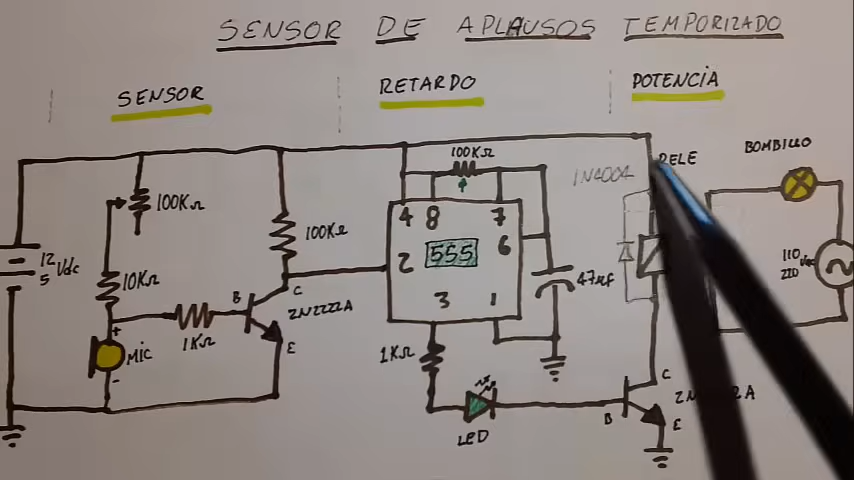 SENSOR DE APLAUSOS TEMPORIZADO
SENSOR
RETARDO
POTENCIA
100KΩ
10KΩ
1KΩ
+
MIC
-
12
5
Vdc
100KΩ
B
C
2N2222A
E
100KΩ
4
8
7
2
555
6
3
1
47uf
1KΩ
LED
1N4004
RELE
B
C
E
BOMBILLO
110
220